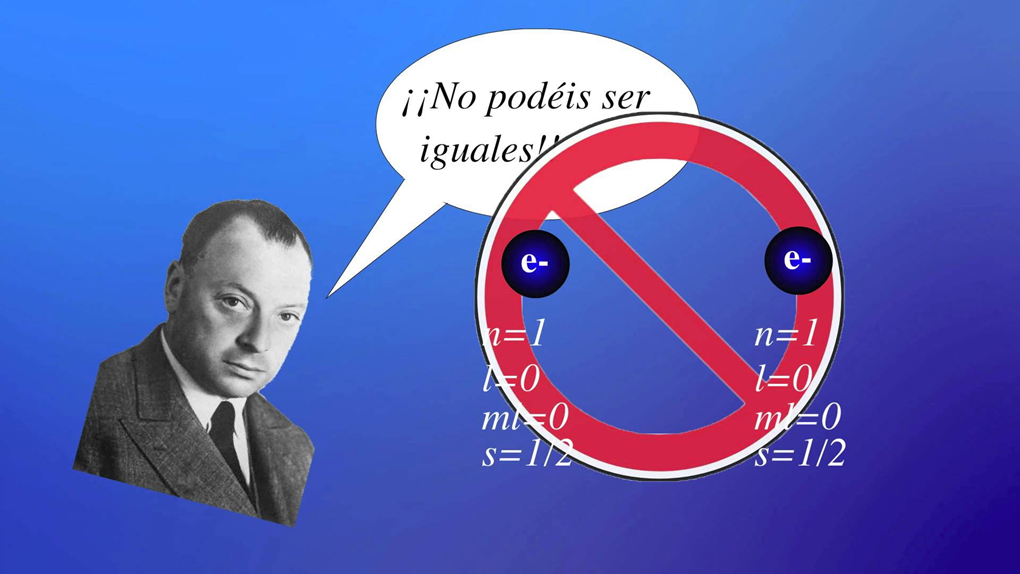 ¡¡No podéis ser
iguales!!
e-
e-
n=1
l=0
ml=0
s=1/2
n=1
l=0
ml=0
s=1/2